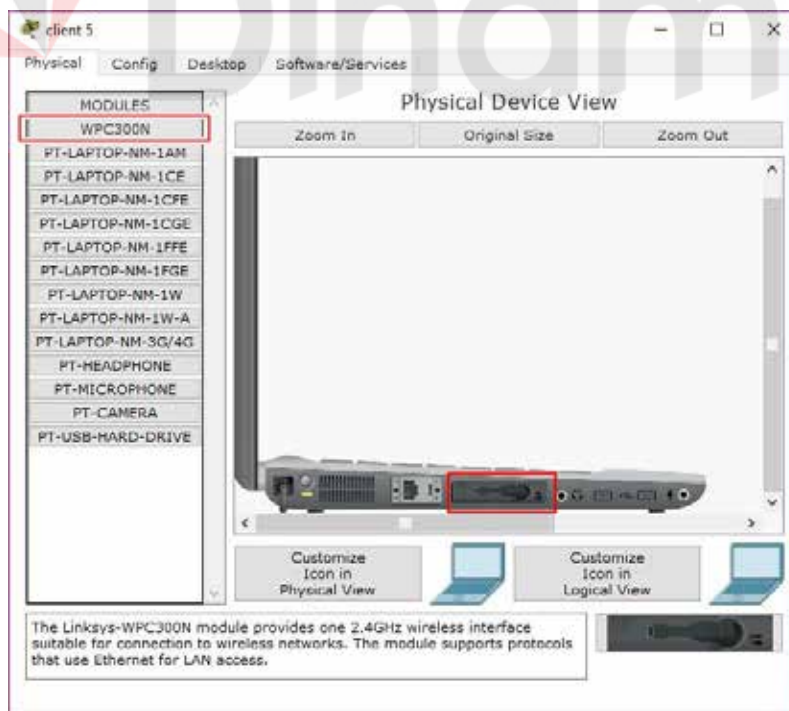 Dinam
client 5
Physical Config Desktop Software/Services
MODULES
WPC300N
PT-LAPTOP-NM-1AM
PT-LAPTOP-NM-1CE
PT-LAPTOP-NM-1CFE
PT-LAPTOP-NM-1CGE
PT-LAPTOP-NM-1FFE
PT-LAPTOP-NM-1FGE
PT-LAPTOP-NM-1W
PT-LAPTOP-NM-1W-A
PT-LAPTOP-NM-3G/4G
PT-HEADPHONE
PT-MICROPHONE
PT-CAMERA
PT-USB-HARD-DRIVE
Physical Device View
Zoom In Original Size Zoom Out
Customize
Icon in
Physical View
Customize
Icon in
Logical View
The Linksys-WPC300N module provides one 2.4GHz wireless interface
suitable for connection to wireless networks. The module supports protocols
that use Ethernet for LAN access.